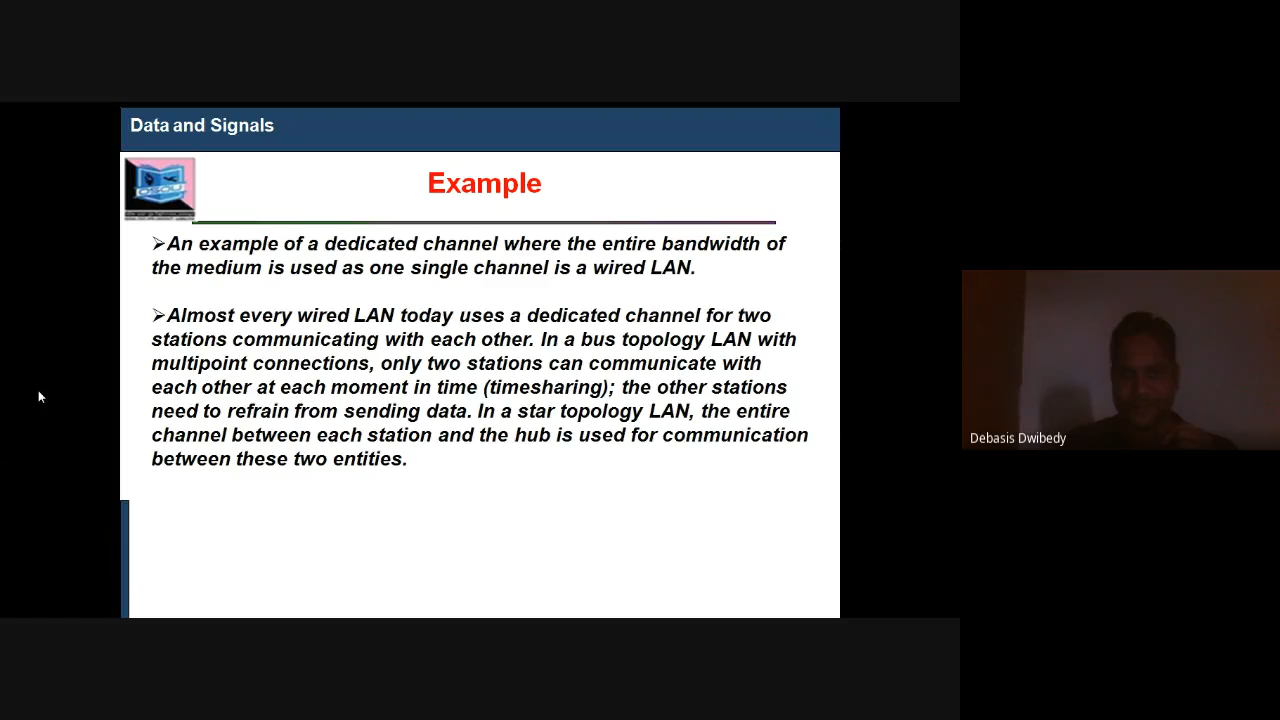 Data and Signals
OSOU
Example
➢An example of a dedicated channel where the entire bandwidth of
the medium is used as one single channel is a wired LAN.
➢Almost every wired LAN today uses a dedicated channel for two
stations communicating with each other. In a bus topology LAN with
multipoint connections, only two stations can communicate with
each other at each moment in time (timesharing); the other stations
need to refrain from sending data. In a star topology LAN, the entire
channel between each station and the hub is used for communication
between these two entities.
Debasis Dwibedy